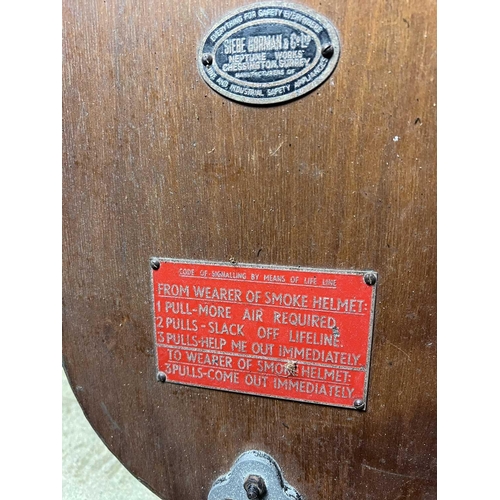 "EVERYTHING FOR SAFETY EVERYWHERE"
SIEBE GORMAN & Co LTD
NEPTUNE WORKS
CHESSINGTON, SURREY.
MANUFACTURERS OF
AND INDUSTRIAL SAFETY APPLIANCES
CODE OF SIGNALLING BY MEANS OF LIFE LINE
FROM WEARER OF SMOKE HELMET:
1 PULL-MORE AIR REQUIRED.
2 PULLS-SLACK OFF LIFELINE.
3 PULLS-HELP ME OUT IMMEDIATELY.
TO WEARER OF SMOKE HELMET:
3 PULLS-COME OUT IMMEDIATELY